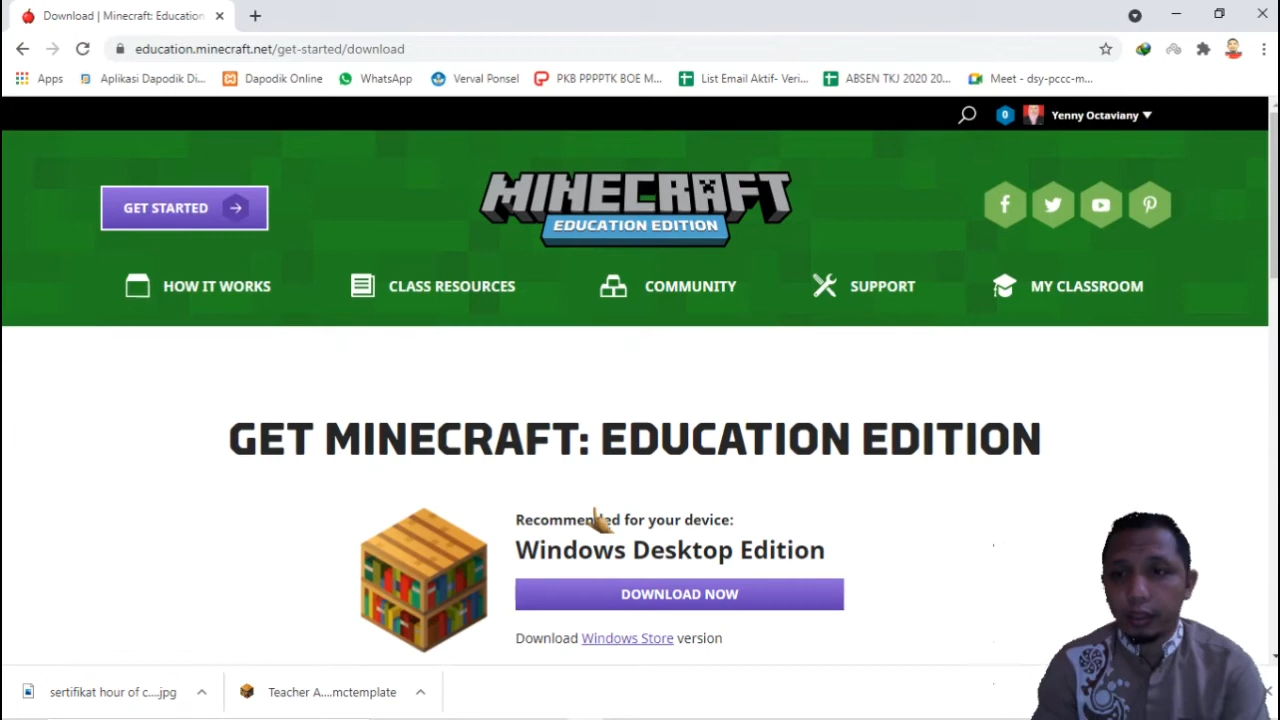 Download | Minecraft: Education
education.minecraft.net/get-started/download
Apps
Aplikasi Dapodik Di...
Dapodik Online
WhatsApp
Verval Ponsel
PKB PPPPTK BOE M...
List Email Aktif- Veri...
ABSEN TKJ 2020 20...
Meet - dsy-pccc-m...
0
Yenny Octaviany
GET STARTED
MINECRAFT
EDUCATION EDITION
HOW IT WORKS
CLASS RESOURCES
COMMUNITY
SUPPORT
MY CLASSROOM
GET MINECRAFT: EDUCATION EDITION
Recommended for your device:
Windows Desktop Edition
DOWNLOAD NOW
Download Windows Store version
sertifikat hour of c....jpg
Teacher A....mctemplate